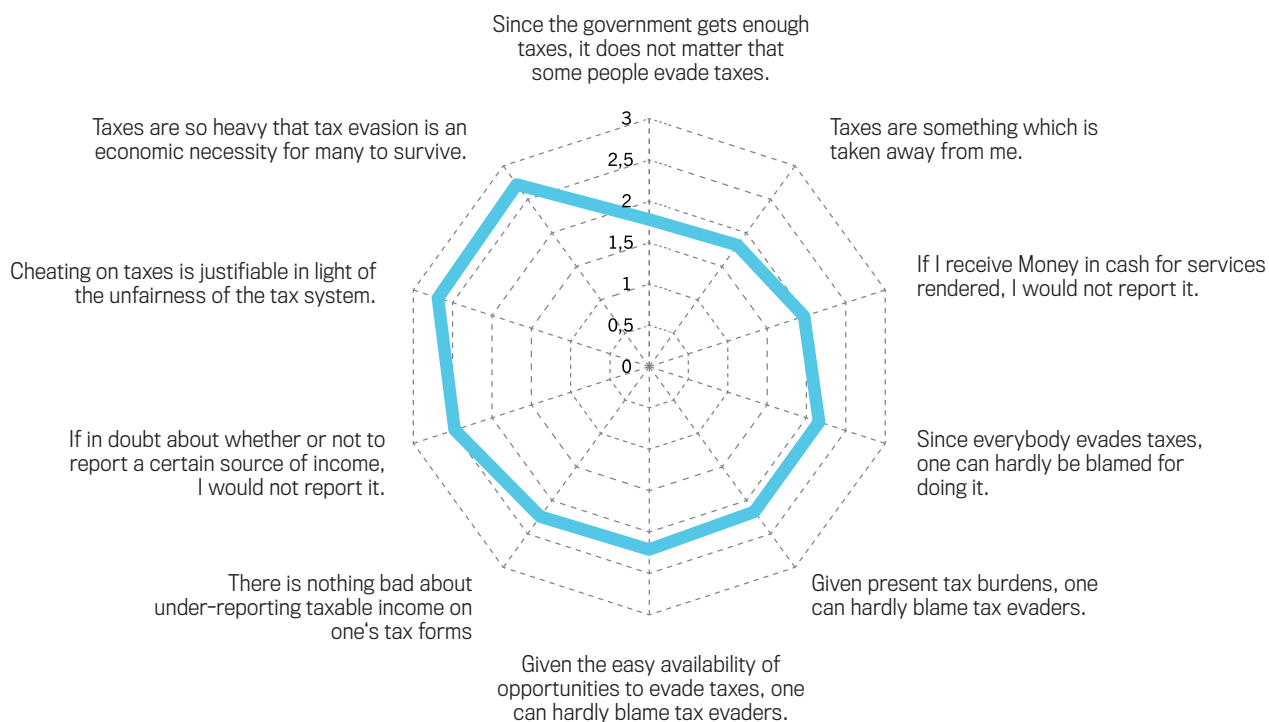 Since the government gets enough
taxes, it does not matter that
some people evade taxes.
Taxes are so heavy that tax evasion is an
economic necessity for many to survive.
Taxes are something which is
taken away from me.
3
2,5
2
1,5
1
0,5
0
Cheating on taxes is justifiable in light of
the unfairness of the tax system.
If I receive Money in cash for services
rendered, I would not report it.
If in doubt about whether or not to
report a certain source of income,
I would not report it.
Since everybody evades taxes,
one can hardly be blamed for
doing it.
There is nothing bad about
under-reporting taxable income on
one‘s tax forms
Given present tax burdens, one
can hardly blame tax evaders.
Given the easy availability of
opportunities to evade taxes, one
can hardly blame tax evaders.